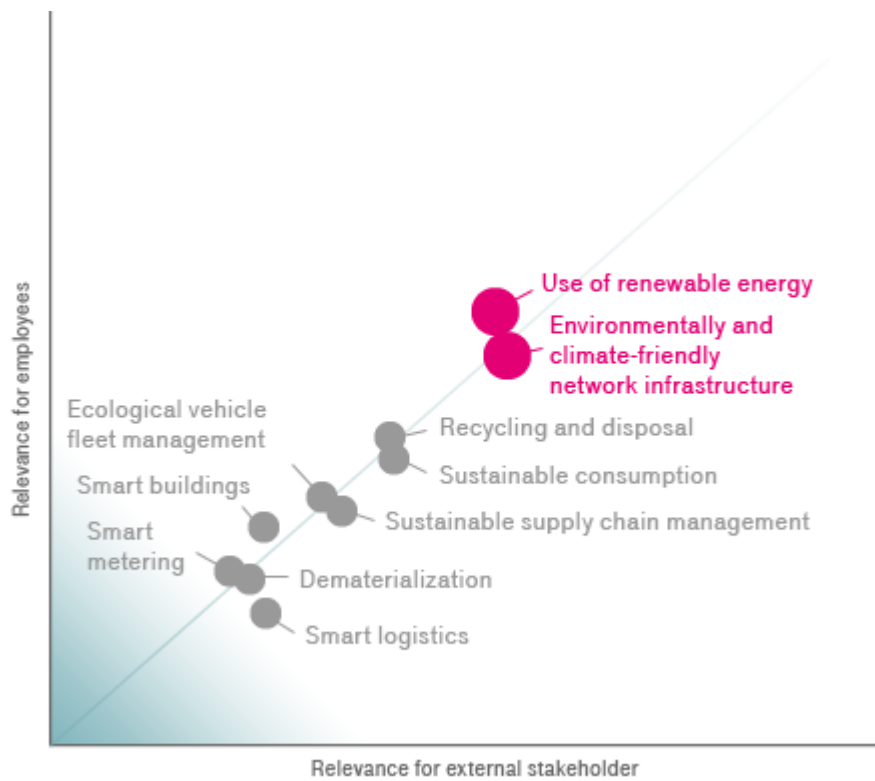 Use of renewable energy
Environmentally and
climate-friendly
network infrastructure
Ecological vehicle
fleet management
Recycling and disposal
Smart buildings
Sustainable consumption
Smart
metering
Sustainable supply chain management
Dematerialization
Smart logistics
Relevance for employees
Relevance for external stakeholder